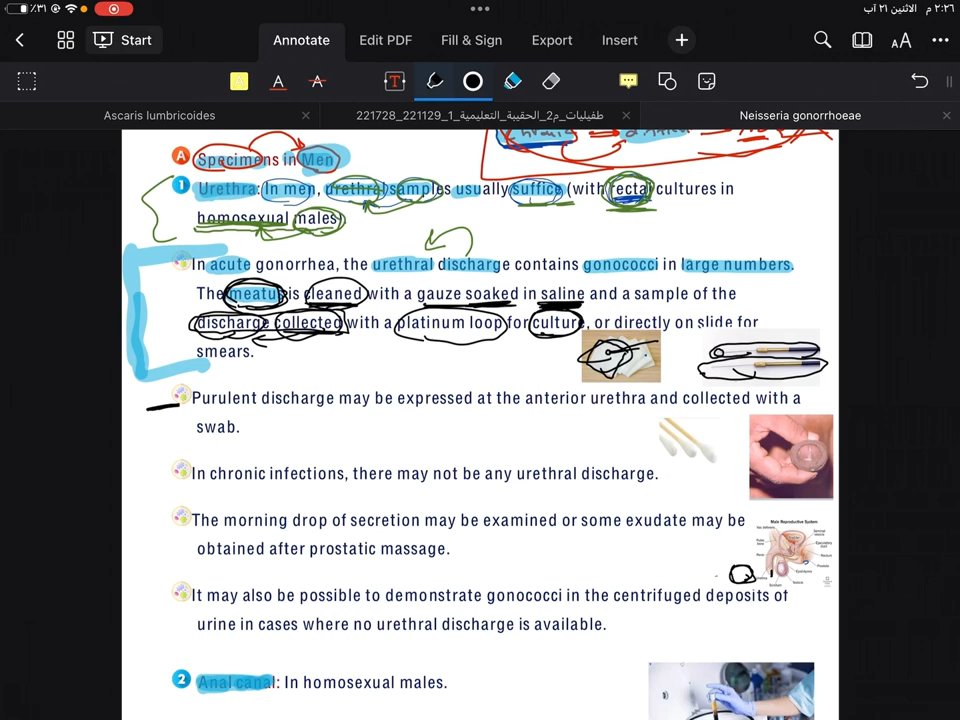 ٪٣١
٢:٢٦ م الاثنين ٢١ آب
Start
Annotate
Edit PDF
Fill & Sign
Export
Insert
Ascaris lumbricoides
طفيليات_م2_الحقيبة_التعليمية_1_221129_221728
Neisseria gonorrhoeae
A Specimens in Men
1 Urethra: In men, urethral samples usually suffice (with rectal cultures in
homosexual males).
In acute gonorrhea, the urethral discharge contains gonococci in large numbers.
The meatus is cleaned with a gauze soaked in saline and a sample of the
discharge collected with a platinum loop for culture, or directly on slide for
smears.
Purulent discharge may be expressed at the anterior urethra and collected with a
swab.
In chronic infections, there may not be any urethral discharge.
The morning drop of secretion may be examined or some exudate may be
obtained after prostatic massage.
Male Reproductive System
It may also be possible to demonstrate gonococci in the centrifuged deposits of
urine in cases where no urethral discharge is available.
2 Anal canal: In homosexual males.